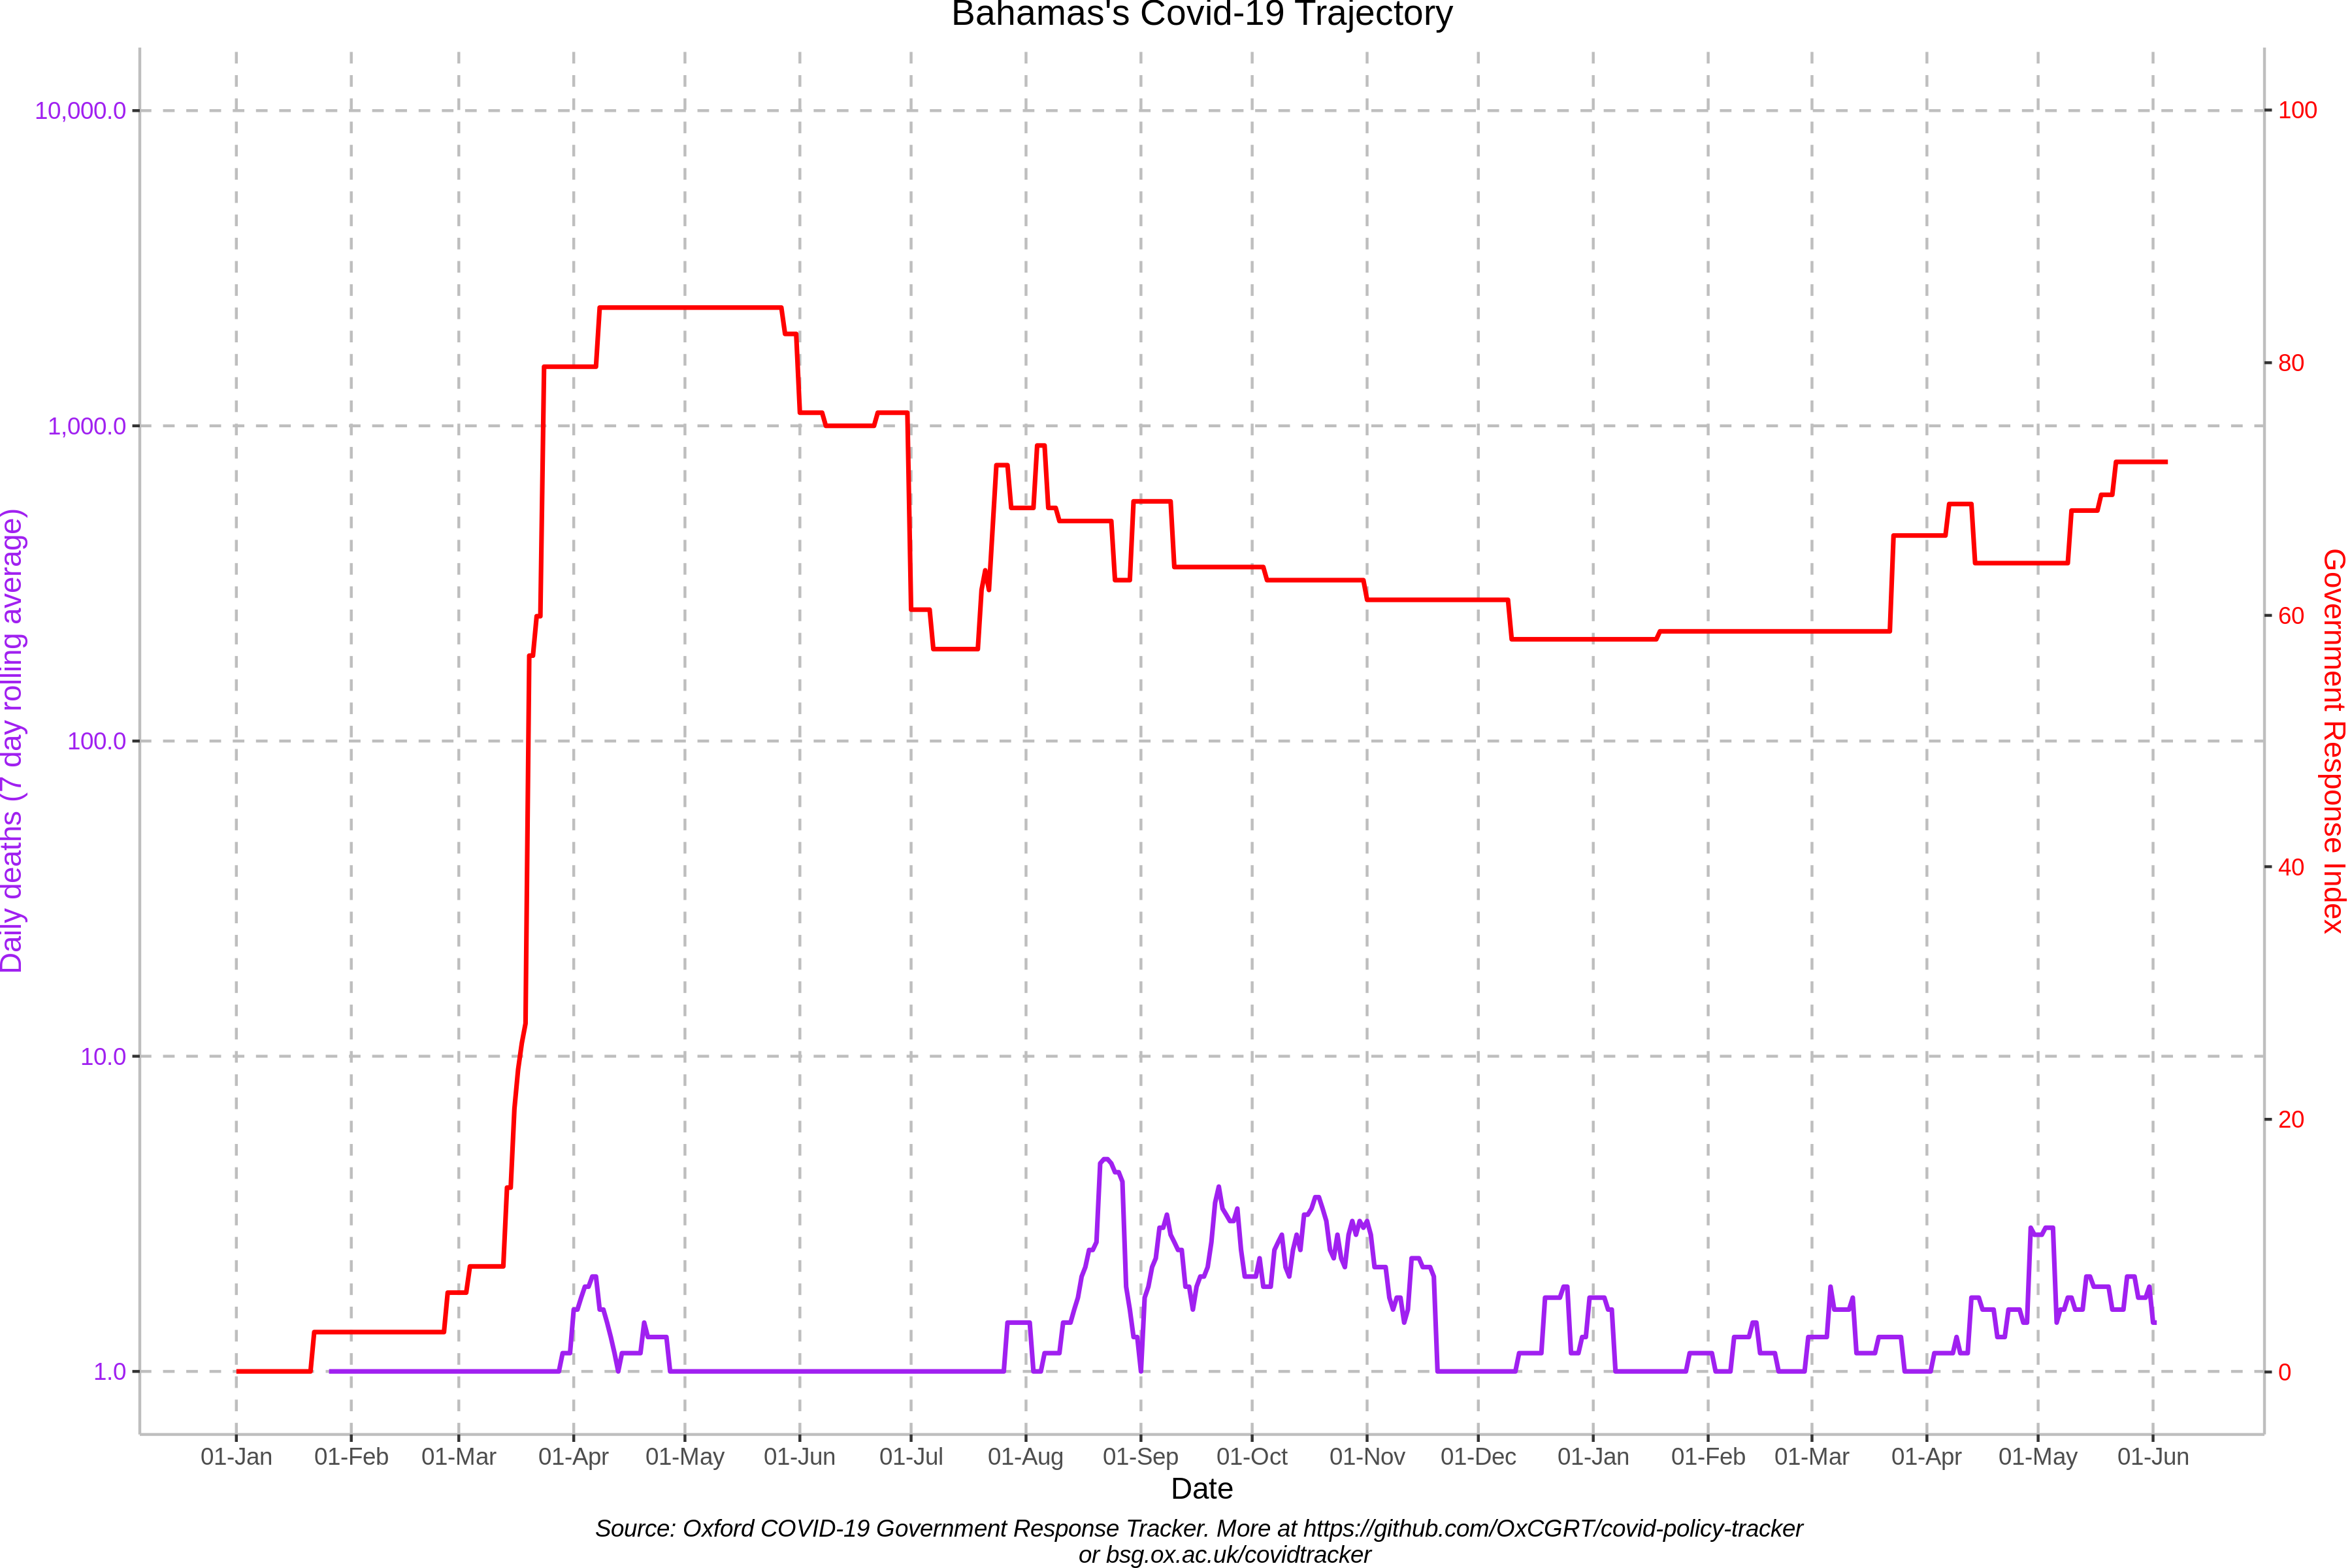 Bahamas's Covid-19 Trajectory
10,000.0
1,000.0
100.0
10.0
1.0
Daily deaths (7 day rolling average)
100
80
60
40
20
0
Government Response Index
01-Jan 01-Feb 01-Mar 01-Apr 01-May 01-Jun 01-Jul 01-Aug 01-Sep 01-Oct 01-Nov 01-Dec 01-Jan 01-Feb 01-Mar 01-Apr 01-May 01-Jun
Date
Source: Oxford COVID-19 Government Response Tracker. More at https://github.com/OxCGRT/covid-policy-tracker
or bsg.ox.ac.uk/covidtracker